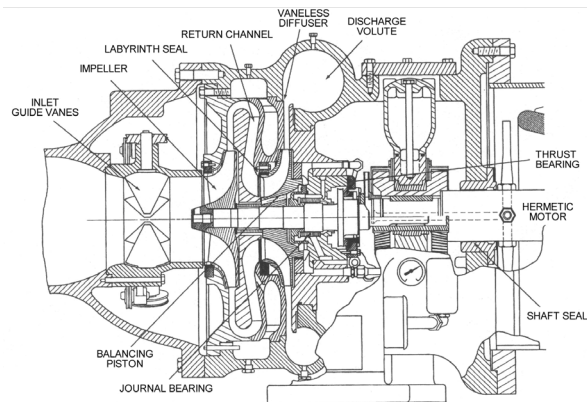 VANELESS
DIFFUSER
DISCHARGE
VOLUTE
RETURN CHANNEL
LABYRINTH SEAL
IMPELLER
INLET
GUIDE VANES
THRUST
BEARING
HERMETIC
MOTOR
SHAFT SEAL
BALANCING
PISTON
JOURNAL BEARING